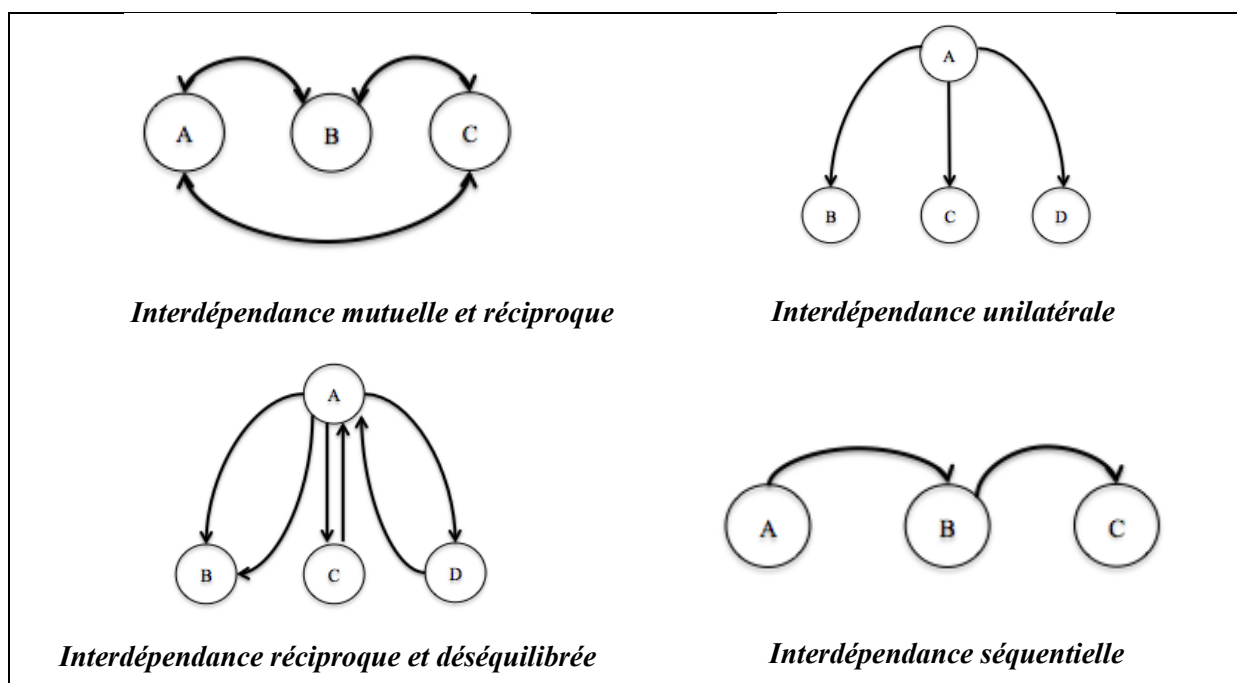 A
B
C
Interdépendance mutuelle et réciproque
A
B
C
D
Interdépendance unilatérale
A
B
C
D
Interdépendance réciproque et déséquilibrée
A
B
C
Interdépendance séquentielle